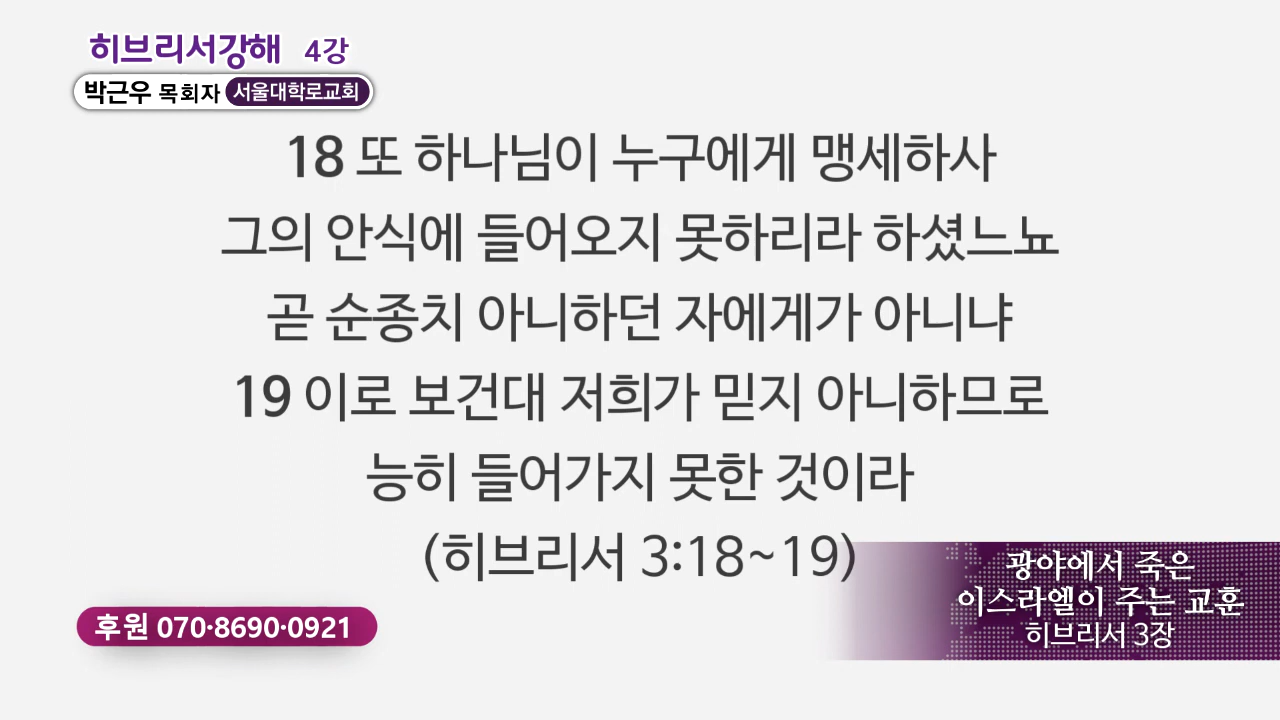 히브리서강해 4강
박근우 목회자 서울대학로교회
18 또 하나님이 누구에게 맹세하사
그의 안식에 들어오지 못하리라 하셨느뇨
곧 순종치 아니하던 자에게가 아니냐
19 이로 보건대 저희가 믿지 아니하므로
능히 들어가지 못한 것이라
(히브리서 3:18~19)
광야에서 죽은
이스라엘이 주는 교훈
히브리서 3장
후원 070·8690·0921